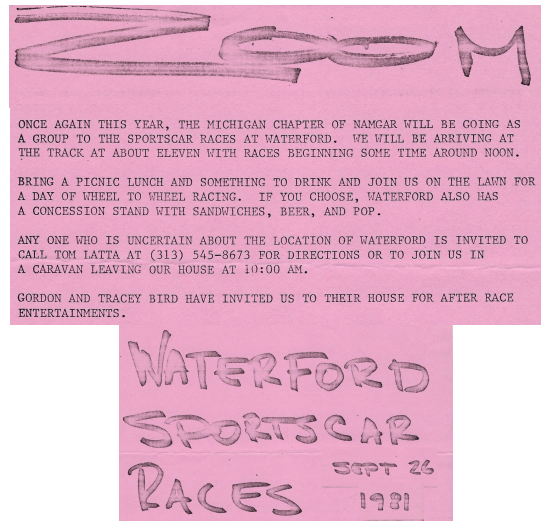 ZOOM
ONCE AGAIN THIS YEAR, THE MICHIGAN CHAPTER OF NAMGAR WILL BE GOING AS
A GROUP TO THE SPORTSCAR RACES AT WATERFORD. WE WILL BE ARRIVING AT
THE TRACK AT ABOUT ELEVEN WITH RACES BEGINNING SOME TIME AROUND NOON.
BRING A PICNIC LUNCH AND SOMETHING TO DRINK AND JOIN US ON THE LAWN FOR
A DAY OF WHEEL TO WHEEL RACING. IF YOU CHOOSE, WATERFORD ALSO HAS
A CONCESSION STAND WITH SANDWICHES, BEER, AND POP.
ANY ONE WHO IS UNCERTAIN ABOUT THE LOCATION OF WATERFORD IS INVITED TO
CALL TOM LATTA AT (313) 545-8673 FOR DIRECTIONS OR TO JOIN US IN
A CARAVAN LEAVING OUR HOUSE AT 10:00 AM.
GORDON AND TRACEY BIRD HAVE INVITED US TO THEIR HOUSE FOR AFTER RACE
ENTERTAINMENTS.
WATERFORD
SPORTSCAR
RACES
SEPT 26
1981